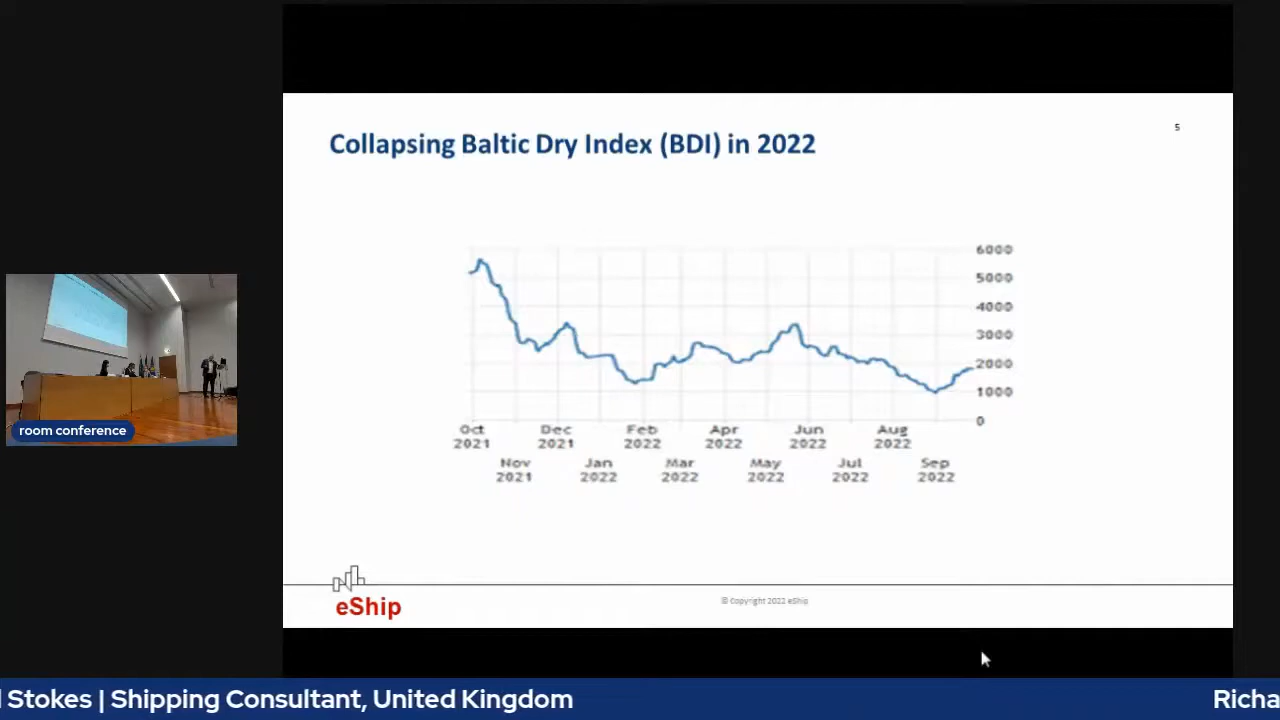 Collapsing Baltic Dry Index (BDI) in 2022
5
6000
5000
4000
3000
2000
1000
0
Oct 2021
Nov 2021
Dec 2021
Jan 2022
Feb 2022
Mar 2022
Apr 2022
May 2022
Jun 2022
Jul 2022
Aug 2022
Sep 2022
room conference
eShip
© Copyright 2022 eShip
l Stokes | Shipping Consultant, United Kingdom
Richa